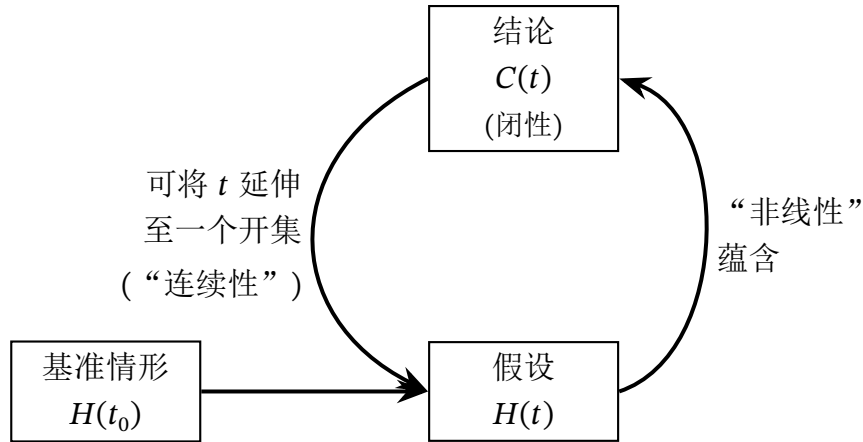 结论
C(t)
(闭性)
可将 t 延伸
至一个开集
(“连续性”)
“非线性”
蕴含
基准情形
H(t₀)
假设
H(t)